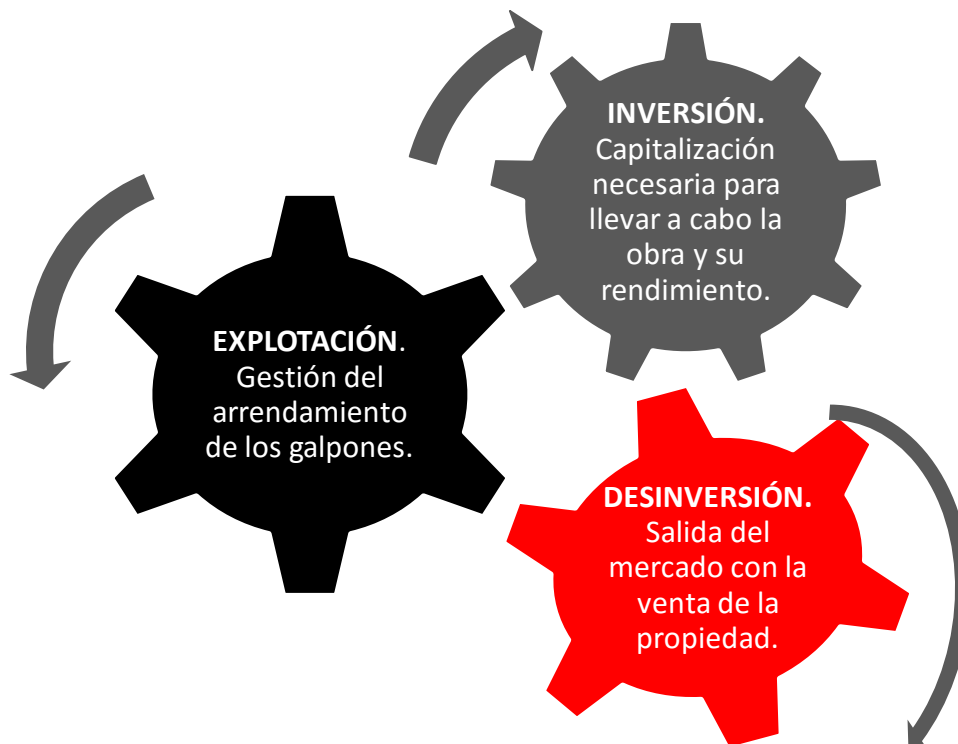 INVERSIÓN.
Capitalización
necesaria para
llevar a cabo la
obra y su
rendimiento.
EXPLOTACIÓN.
Gestión del
arrendamiento
de los galpones.
DESINVERSIÓN.
Salida del
mercado con la
venta de la
propiedad.